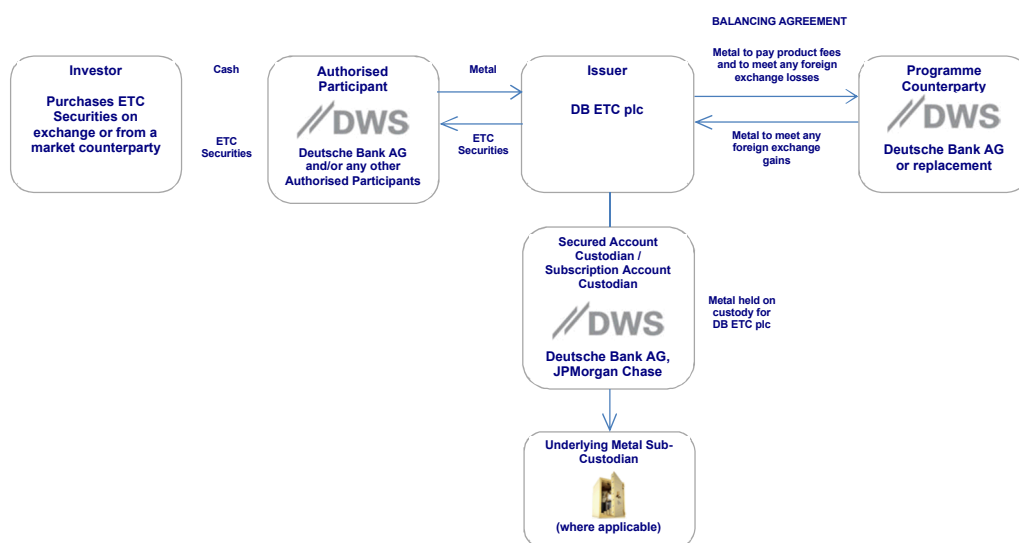 BALANCING AGREEMENT
Investor
Purchases ETC
Securities on
exchange or from a
market counterparty
Cash
ETC
Securities
Authorised
Participant
DWS
Deutsche Bank AG
and/or any other
Authorised Participants
Metal
ETC
Securities
Issuer
DB ETC plc
Metal to pay product fees
and to meet any foreign
exchange losses
Metal to meet any
foreign exchange
gains
Programme
Counterparty
DWS
Deutsche Bank AG
or replacement
Secured Account
Custodian /
Subscription Account
Custodian
DWS
Deutsche Bank AG,
JPMorgan Chase
Metal held on
custody for
DB ETC plc
Underlying Metal Sub-
Custodian
(where applicable)